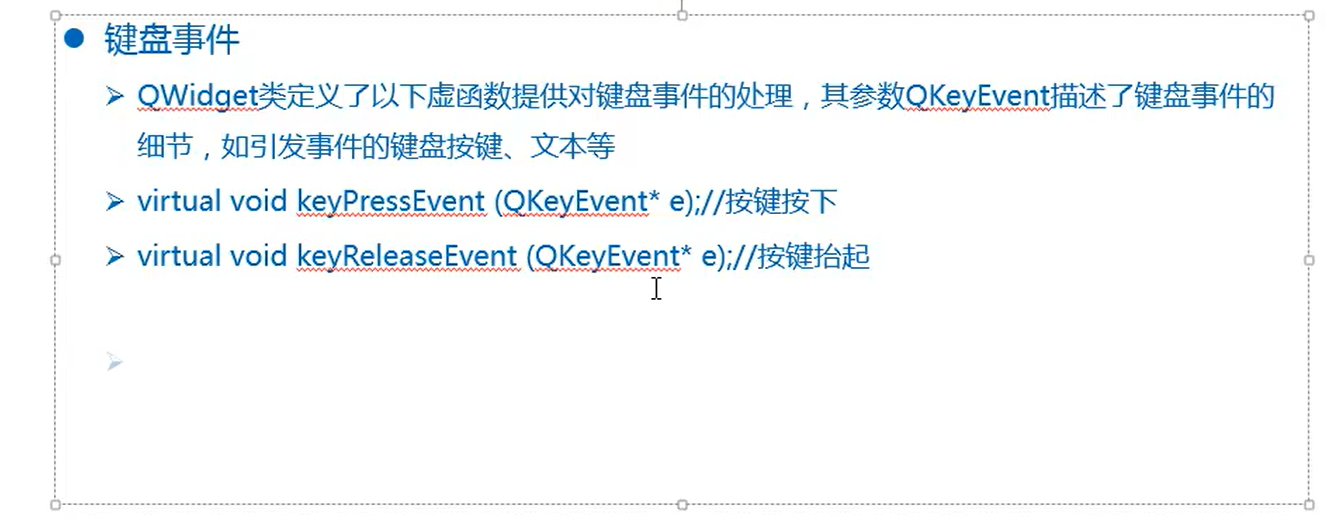 键盘事件
QWidget类定义了以下虚函数提供对键盘事件的处理，其参数QKeyEvent描述了键盘事件的
细节，如引发事件的键盘按键、文本等
virtual void keyPressEvent (QKeyEvent* e);//按键按下
virtual void keyReleaseEvent (QKeyEvent* e);//按键抬起